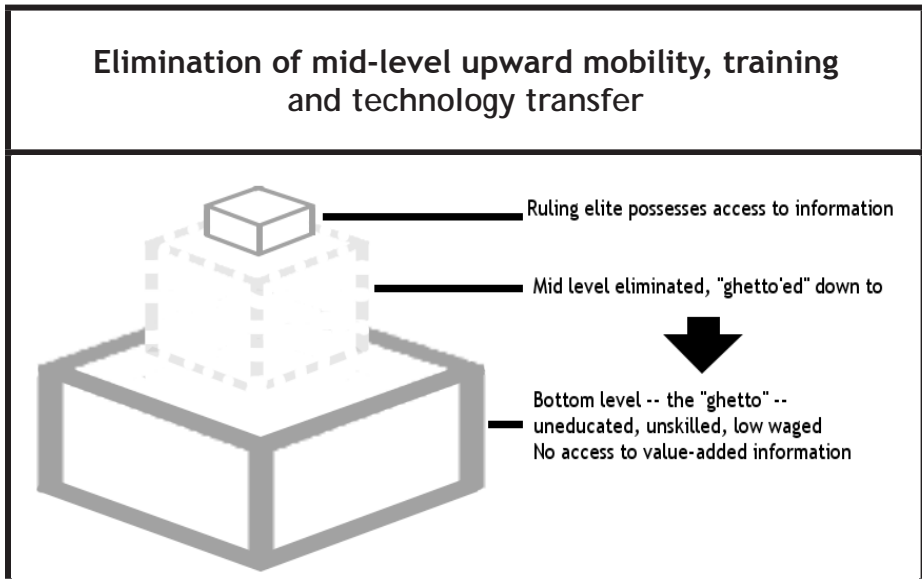 Elimination of mid-level upward mobility, training
and technology transfer
Ruling elite possesses access to information
Mid level eliminated, "ghetto'ed" down to
Bottom level -- the "ghetto" --
uneducated, unskilled, low waged
No access to value-added information